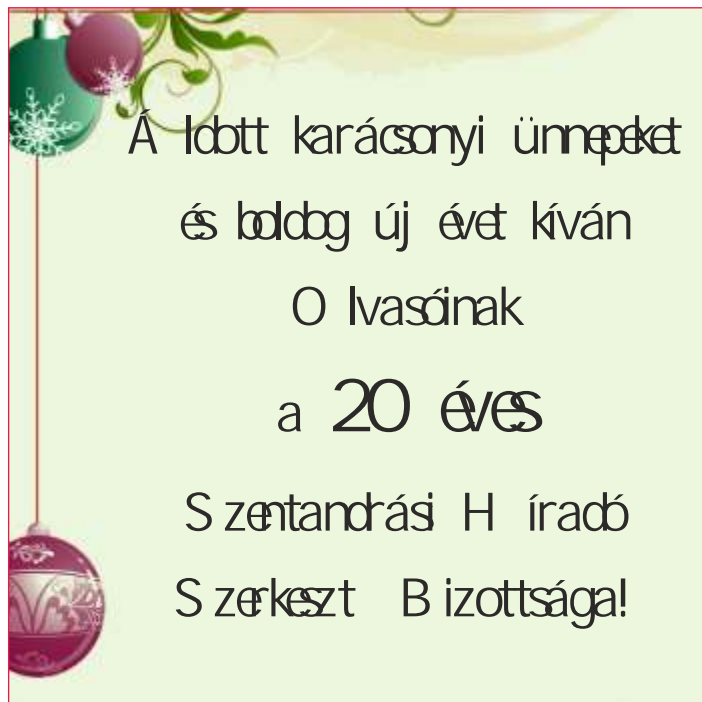 Áldott karácsonyi ünnepeket
és boldog új évet kíván
Olvasóinak
a 20 éves
Szentandrási Híradó
Szerkeszt Bizottsága!